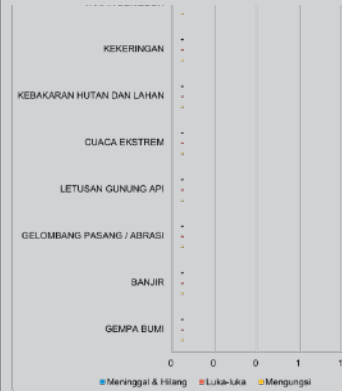 KEKERINGAN
KEBAKARAN HUTAN DAN LAHAN
CUACA EKSTREM
LETUSAN GUNUNG API
GELOMBANG PASANG / ABRASI
BANJIR
GEMPA BUMI
0 0 0 1 1
Meninggal & Hilang Luka-luka Mengungsi